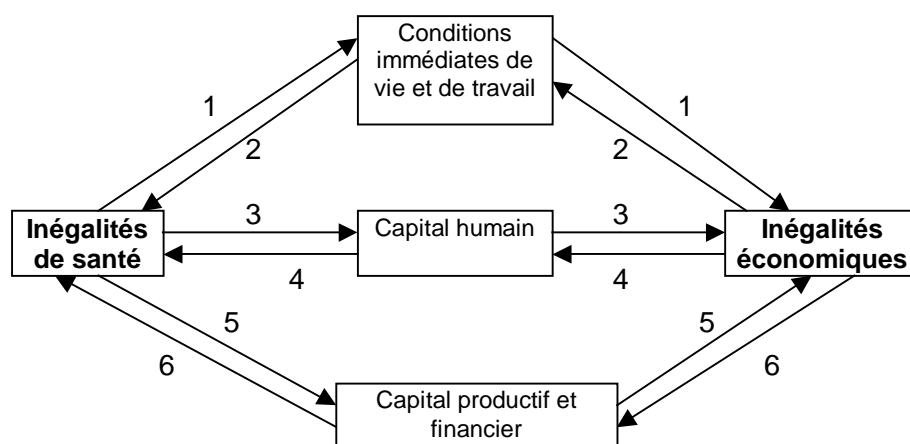 Conditions
immédiates de
vie et de travail
1
1
2
2
Inégalités
de santé
3
Capital humain
3
Inégalités
économiques
4
4
5
5
6
6
Capital productif et
financier